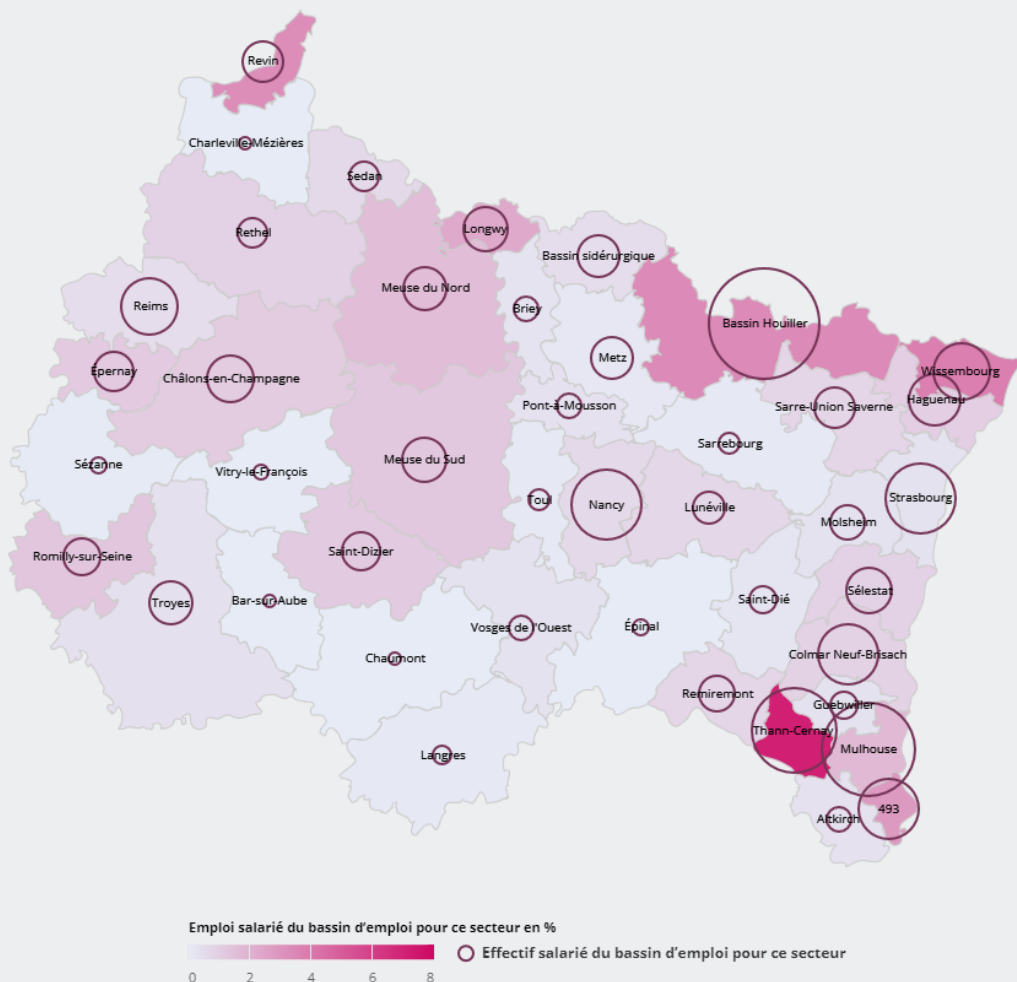 Revin
Charleville-Mézières
Sedan
Longwy
Rethel
Bassin sidérurgique
Meuse du Nord
Reims
Briey
Bassin Houiller
Metz
Épernay
Châlons-en-Champagne
Wissembourg
Pont-à-Mousson
Sarre-Union Saverne
Haguenau
Sarrebourg
Sézanne
Vitry-le-François
Meuse du Sud
Toul
Nancy
Lunéville
Strasbourg
Molsheim
Romilly-sur-Seine
Saint-Dizier
Troyes
Bar-sur-Aube
Saint-Dié
Sélestat
Vosges de l'Ouest
Épinal
Chaumont
Colmar Neuf-Brisach
Remiremont
Guebwiller
Thann-Cernay
Mulhouse
Langres
493
Altkirch
Emploi salarié du bassin d’emploi pour ce secteur en %
Effectif salarié du bassin d’emploi pour ce secteur
0 2 4 6 8